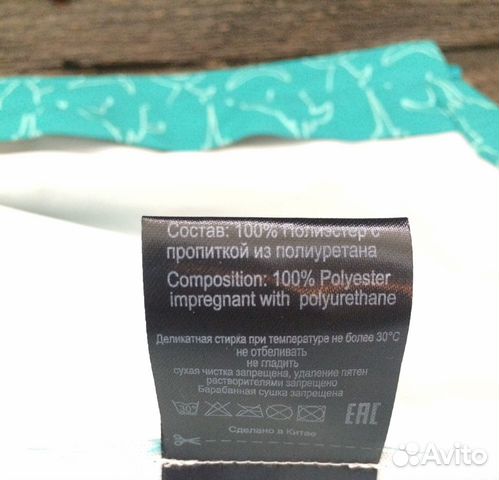 Состав: 100% Полиэстер с
пропиткой из полиуретана
Composition: 100% Polyester
impregnant with polyurethane
Деликатная стирка при температуре не более 30°C
не отбеливать
не гладить
сухая чистка запрещена, удаление пятен
растворителями запрещено
Барабанная сушка запрещена
30° EAC
Сделано в Китае
Avito